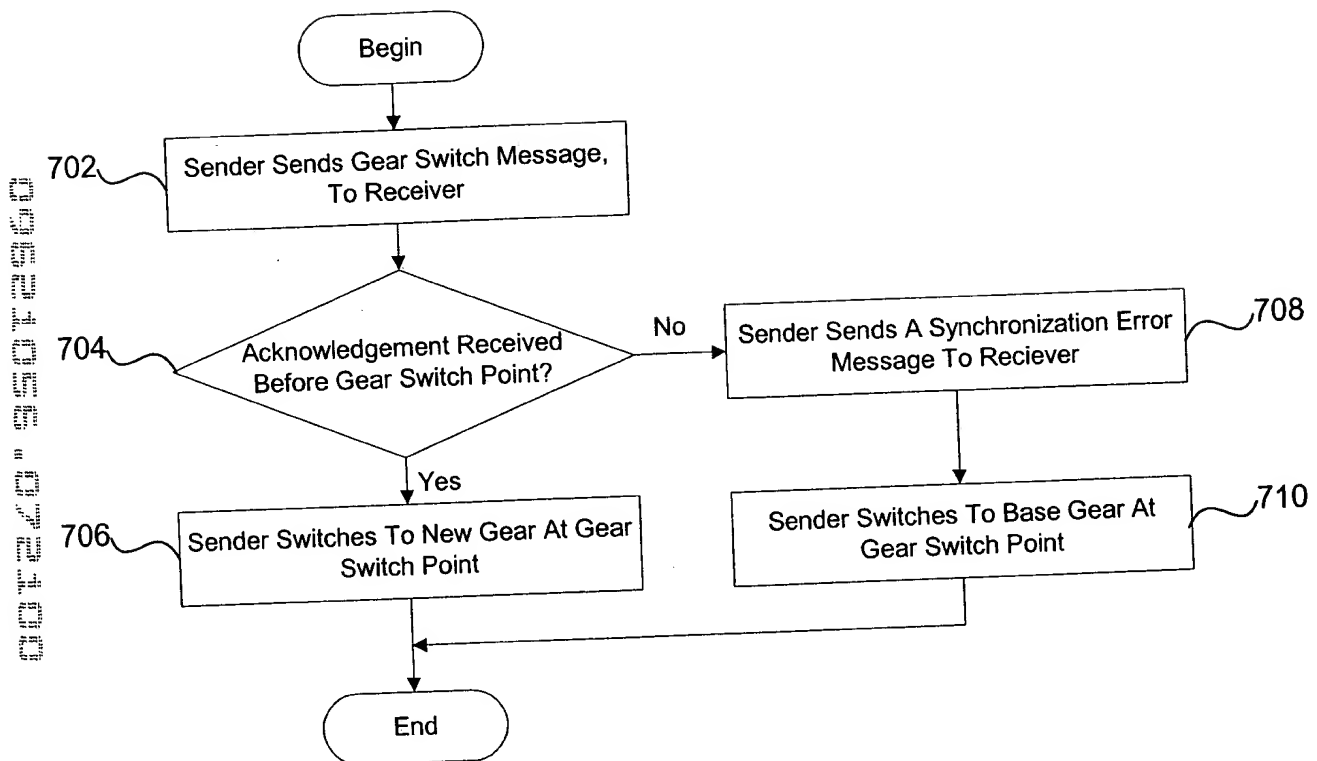 Begin
702
Sender Sends Gear Switch Message,
To Receiver
704
Acknowledgement Received
Before Gear Switch Point?
No
Sender Sends A Synchronization Error
Message To Reciever
708
Yes
706
Sender Switches To New Gear At Gear
Switch Point
Sender Switches To Base Gear At
Gear Switch Point
710
End
09621055.072100